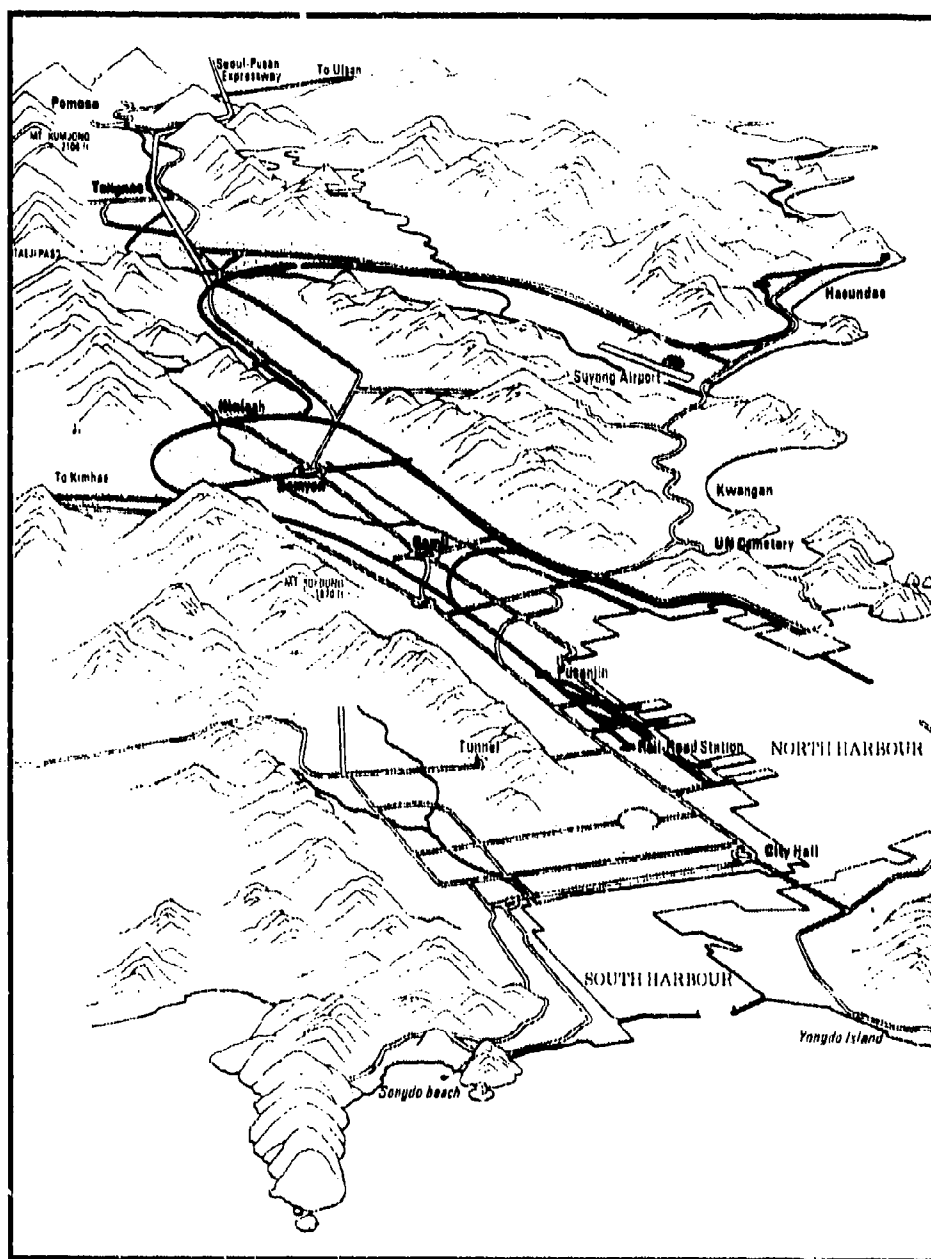 Seoul-Pusan
Expressway
To Ulsan
Pomosa
MT. KUMJONG
Tongnae
Haeundae
Suyong Airport
To Kimhae
Kwangan
UN Cemetery
Pusanjin
Tunnel
Rail-Road Station
NORTH HARBOUR
City Hall
SOUTH HARBOUR
Yongdo Island
Songdo beach